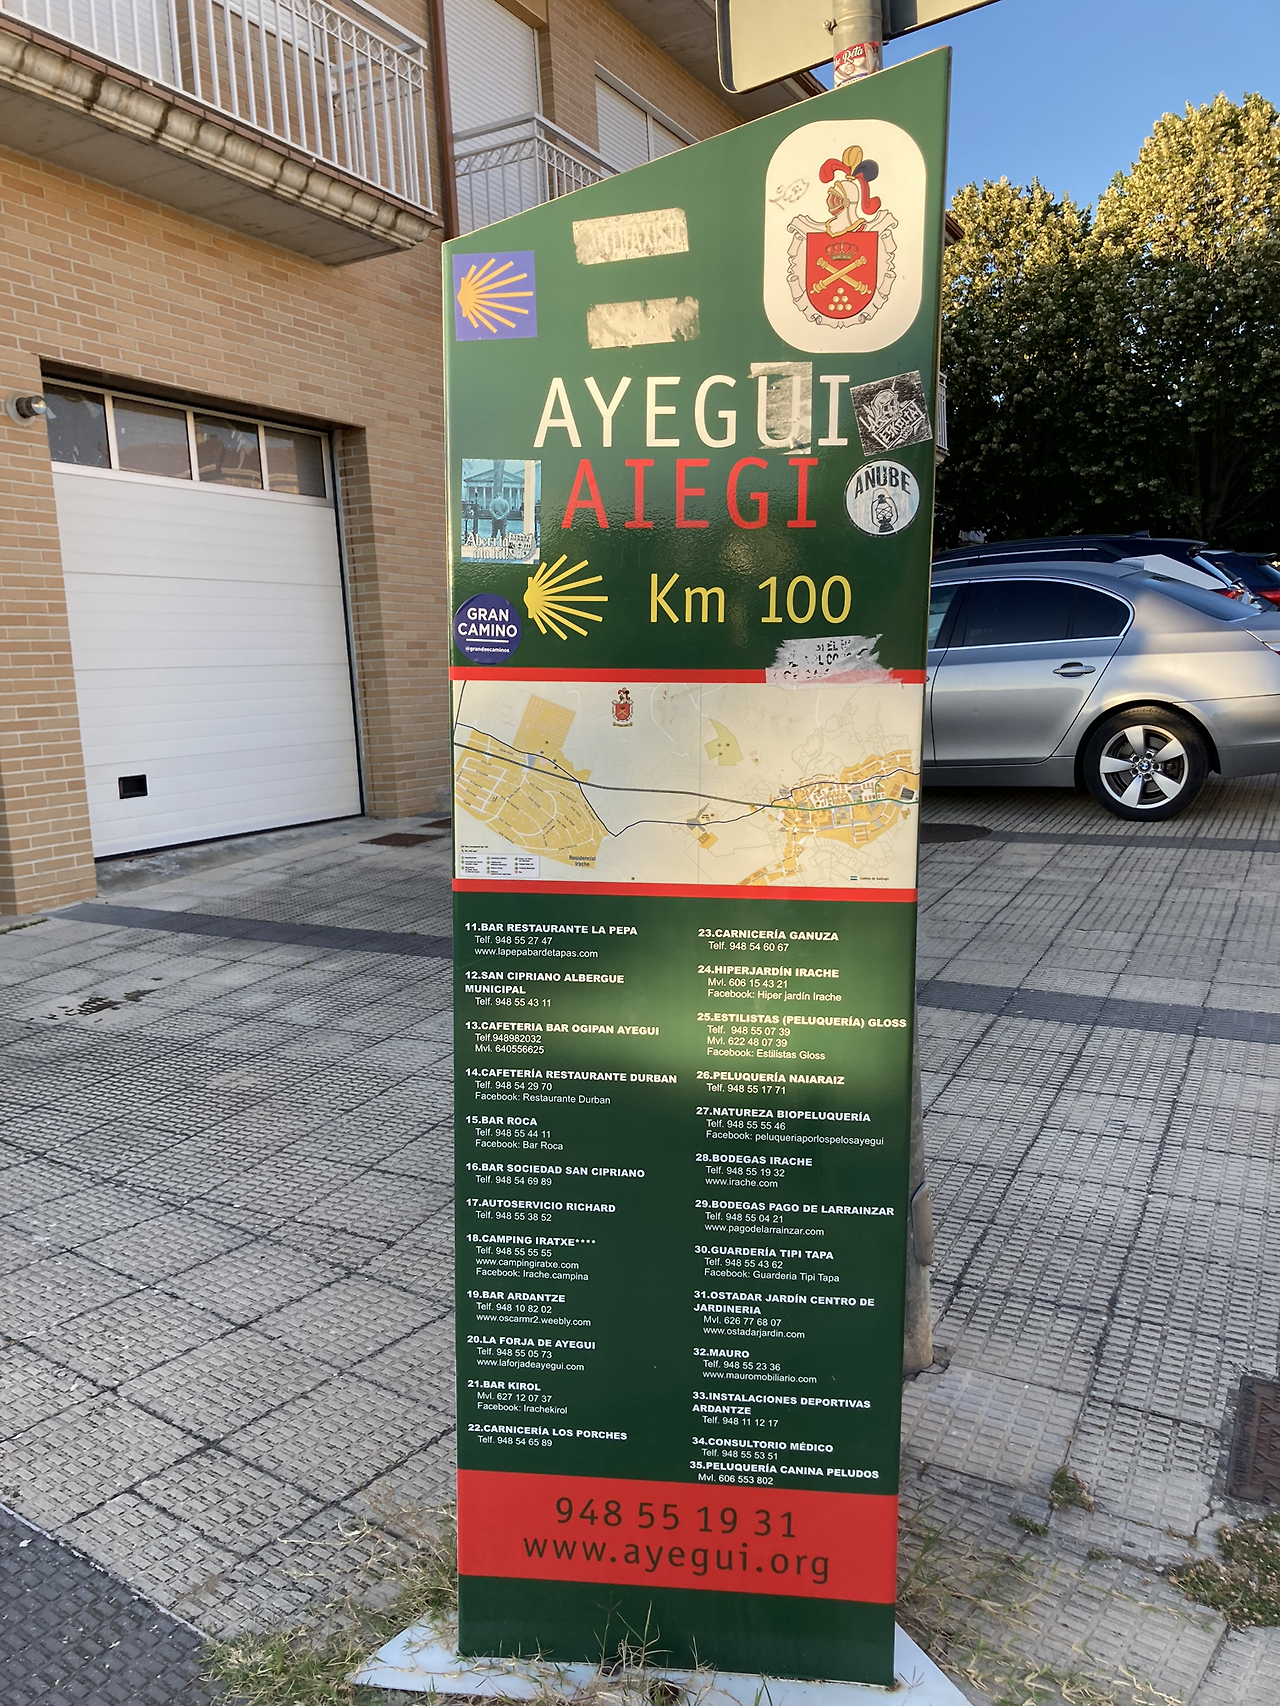 AYEGUI
AIEGI
ANUBE
Aberria
Km 100
GRAN
CAMINO
@grandescaminos
Residencial
Irache
Camino de Santiago
11.BAR RESTAURANTE LA PEPA
Telf. 948 55 27 47
www.lapepabardetapas.com
12.SAN CIPRIANO ALBERGUE
MUNICIPAL
Telf. 948 55 43 11
13.CAFETERIA BAR OGIPAN AYEGUI
Telf.948982032
Mvl. 640556625
14.CAFETERÍA RESTAURANTE DURBAN
Telf. 948 54 29 70
Facebook: Restaurante Durban
15.BAR ROCA
Telf. 948 55 44 11
Facebook: Bar Roca
16.BAR SOCIEDAD SAN CIPRIANO
Telf. 948 54 69 89
17.AUTOSERVICIO RICHARD
Telf. 948 55 38 52
18.CAMPING IRATXE****
Telf. 948 55 55 55
www.campingiratxe.com
Facebook: Irache.campina
19.BAR ARDANTZE
Telf. 948 10 82 02
www.oscarmr2.weebly.com
20.LA FORJA DE AYEGUI
Telf. 948 55 05 73
www.laforjadeayegui.com
21.BAR KIROL
Mvl. 627 12 07 37
Facebook: Irachekirol
22.CARNICERÍA LOS PORCHES
Telf. 948 54 65 89
23.CARNICERÍA GANUZA
Telf. 948 54 60 67
24.HIPERJARDÍN IRACHE
Mvl. 606 15 43 21
Facebook: Hiper jardín Irache
25.ESTILISTAS (PELUQUERÍA) GLOSS
Telf. 948 55 07 39
Mvl. 622 48 07 39
Facebook: Estilistas Gloss
26.PELUQUERÍA NAIARAIZ
Telf. 948 55 17 71
27.NATUREZA BIOPELUQUERÍA
Telf. 948 55 55 46
Facebook: peluqueriaporlospelosayegui
28.BODEGAS IRACHE
Telf. 948 55 19 32
www.irache.com
29.BODEGAS PAGO DE LARRAINZAR
Telf. 948 55 04 21
www.pagodelarrainzar.com
30.GUARDERÍA TIPI TAPA
Telf. 948 55 43 62
Facebook: Guarderia Tipi Tapa
31.OSTADAR JARDÍN CENTRO DE
JARDINERIA
Mvl. 626 77 68 07
www.ostadarjardin.com
32.MAURO
Telf. 948 55 23 36
www.mauromobiliario.com
33.INSTALACIONES DEPORTIVAS
ARDANTZE
Telf. 948 11 12 17
34.CONSULTORIO MÉDICO
Telf. 948 55 53 51
35.PELUQUERÍA CANINA PELUDOS
Mvl. 606 553 802
948 55 19 31
www.ayegui.org